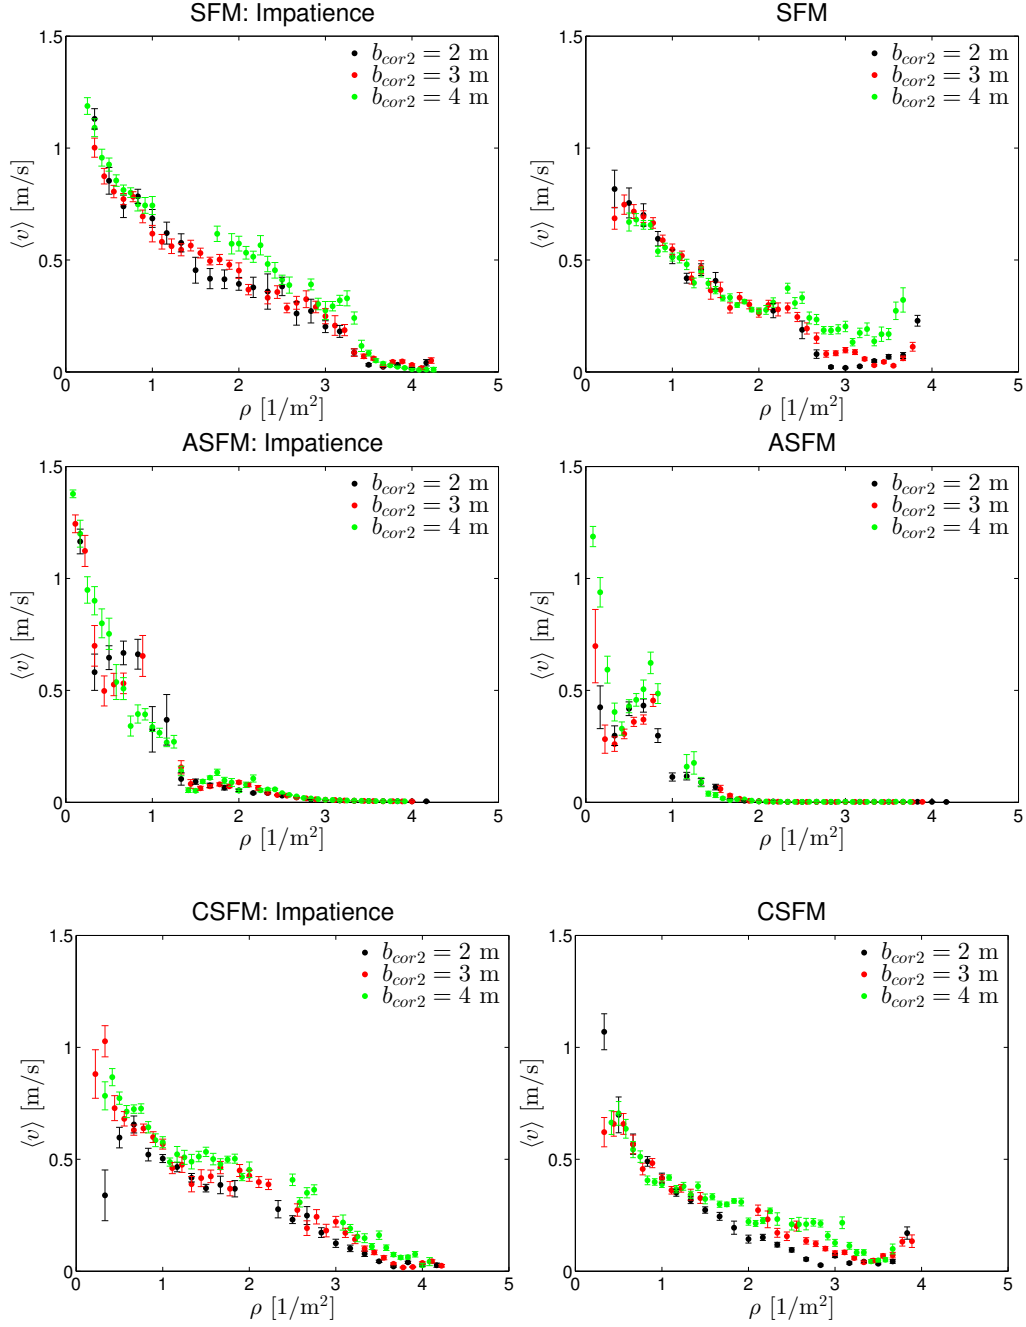 SFM: Impatience
1.5
1
0.5
0
0 1 2 3 4 5
⟨v⟩ [m/s]
ρ [1/m²]
b_cor2 = 2 m
b_cor2 = 3 m
b_cor2 = 4 m
SFM
1.5
1
0.5
0
0 1 2 3 4 5
⟨v⟩ [m/s]
ρ [1/m²]
b_cor2 = 2 m
b_cor2 = 3 m
b_cor2 = 4 m
ASFM: Impatience
1.5
1
0.5
0
0 1 2 3 4 5
⟨v⟩ [m/s]
ρ [1/m²]
b_cor2 = 2 m
b_cor2 = 3 m
b_cor2 = 4 m
ASFM
1.5
1
0.5
0
0 1 2 3 4 5
⟨v⟩ [m/s]
ρ [1/m²]
b_cor2 = 2 m
b_cor2 = 3 m
b_cor2 = 4 m
CSFM: Impatience
1.5
1
0.5
0
0 1 2 3 4 5
⟨v⟩ [m/s]
ρ [1/m²]
b_cor2 = 2 m
b_cor2 = 3 m
b_cor2 = 4 m
CSFM
1.5
1
0.5
0
0 1 2 3 4 5
⟨v⟩ [m/s]
ρ [1/m²]
b_cor2 = 2 m
b_cor2 = 3 m
b_cor2 = 4 m